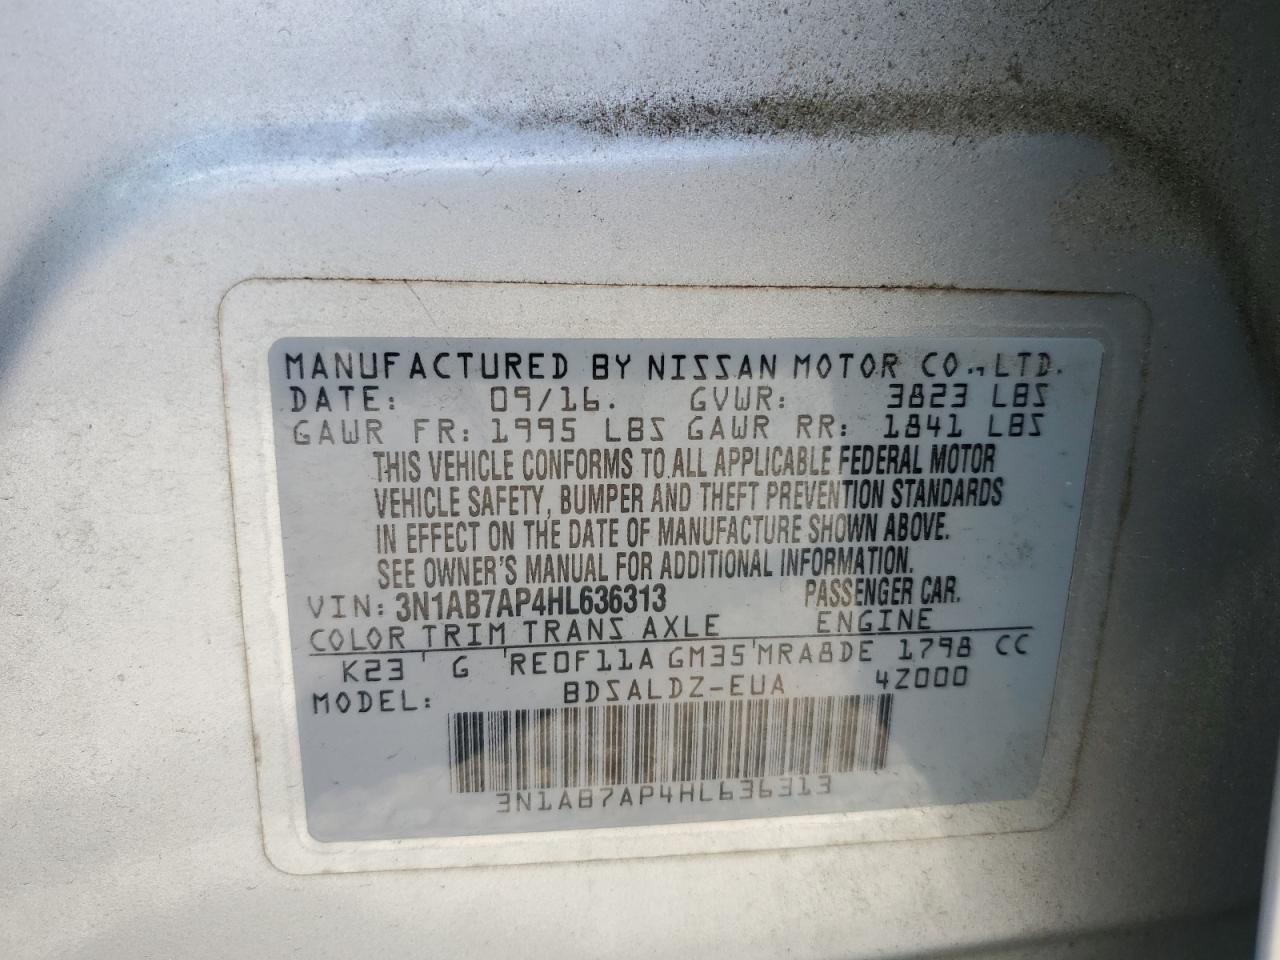 MANUFACTURED BY NISSAN MOTOR CO., LTD.
DATE: 09/16. GVWR: 3823 LBS
GAWR FR: 1995 LBS GAWR RR: 1841 LBS
THIS VEHICLE CONFORMS TO ALL APPLICABLE FEDERAL MOTOR
VEHICLE SAFETY, BUMPER AND THEFT PREVENTION STANDARDS
IN EFFECT ON THE DATE OF MANUFACTURE SHOWN ABOVE.
SEE OWNER'S MANUAL FOR ADDITIONAL INFORMATION.
VIN: 3N1AB7AP4HL636313 PASSENGER CAR.
COLOR TRIM TRANS AXLE ENGINE
K23 ' G 'RE0F11A GM35'MRA8DE 1798 CC
MODEL: BDSALDZ-EUA 4Z000
3N1AB7AP4HL636313